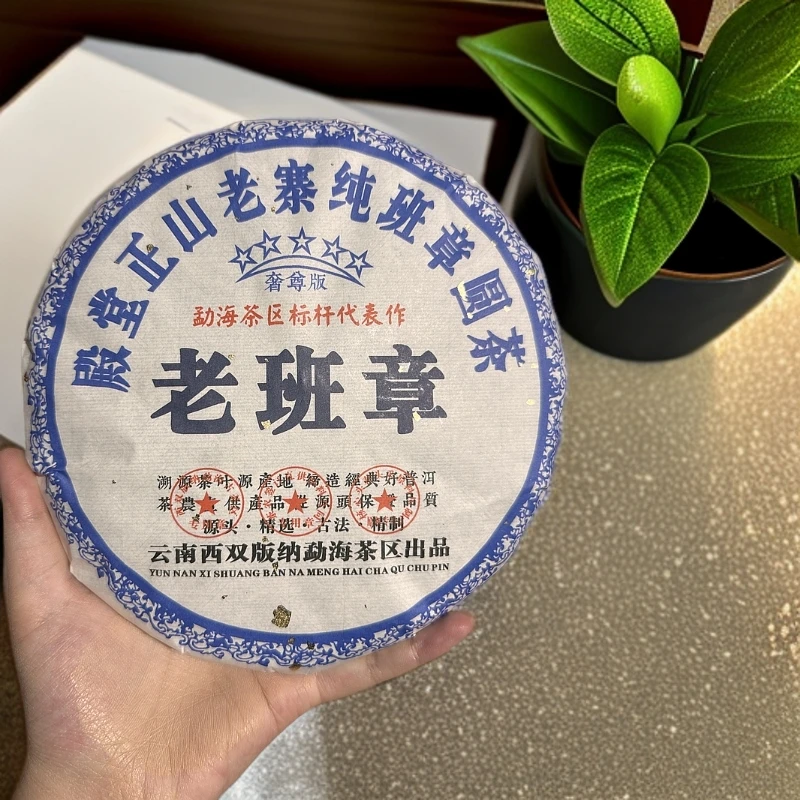 殿堂正山老寨纯班章圆茶
奢尊版
勐海茶区标杆代表作
老班章
溯源茶叶源產地 締造經典好普洱
茶農直供產品 源頭保 品質
源头·精选·古法·精制
云南西双版纳勐海茶区出品
YUN NAN XI SHUANG BAN NA MENG HAI CHA QU CHU PIN